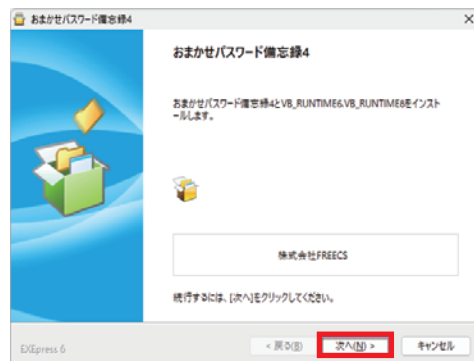 おまかせパスワード備忘録4
おまかせパスワード備忘録4
おまかせパスワード備忘録4とVB_RUNTIME6.VB_RUNTIME8をインスト
ールします。
株式会社FREECS
続行するには、[次へ]をクリックしてください。
EXEpress 6
< 戻る(B)
次へ(N) >
キャンセル